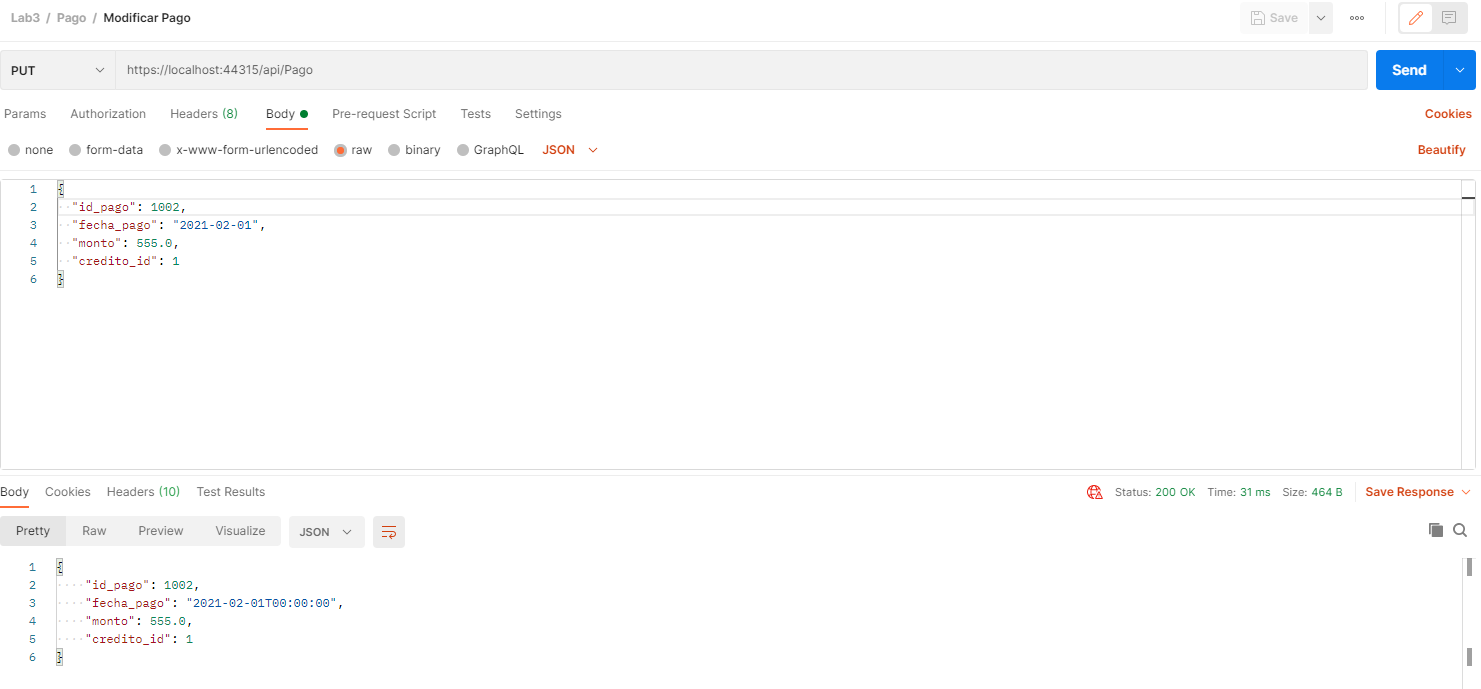 Lab3 / Pago / Modificar Pago Save
PUT https://localhost:44315/api/Pago Send
Params Authorization Headers (8) Body Pre-request Script Tests Settings Cookies
none form-data x-www-form-urlencoded raw binary GraphQL JSON Beautify
1 {
2 "id_pago": 1002,
3 "fecha_pago": "2021-02-01",
4 "monto": 555.0,
5 "credito_id": 1
6 }
Body Cookies Headers (10) Test Results Status: 200 OK Time: 31 ms Size: 464 B Save Response
Pretty Raw Preview Visualize JSON
1 {
2 "id_pago": 1002,
3 "fecha_pago": "2021-02-01T00:00:00",
4 "monto": 555.0,
5 "credito_id": 1
6 }